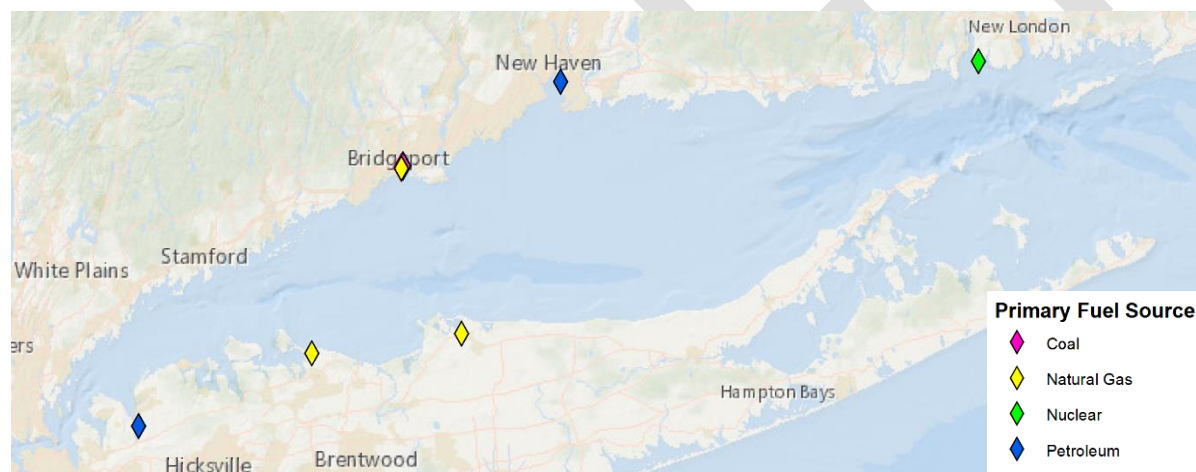 New London
New Haven
Bridgeport
Stamford
White Plains
ers
Hampton Bays
Hicksville
Brentwood
Primary Fuel Source
Coal
Natural Gas
Nuclear
Petroleum